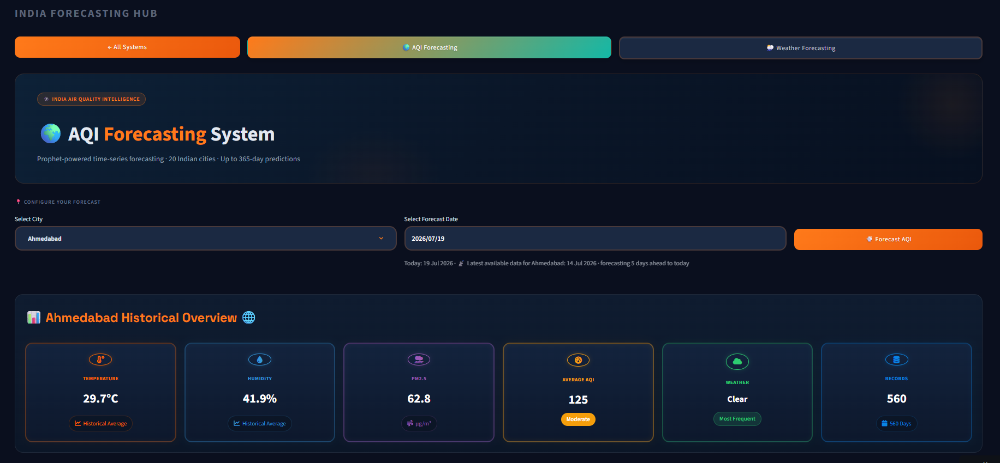 INDIA FORECASTING HUB
← All Systems
AQI Forecasting
Weather Forecasting
INDIA AIR QUALITY INTELLIGENCE
AQI Forecasting System
Prophet-powered time-series forecasting · 20 Indian cities · Up to 365-day predictions
CONFIGURE YOUR FORECAST
Select City
Select Forecast Date
Ahmedabad
2026/07/19
Forecast AQI
Today: 19 Jul 2026 · Latest available data for Ahmedabad: 14 Jul 2026 · forecasting 5 days ahead to today
Ahmedabad Historical Overview
TEMPERATURE
29.7°C
Historical Average
HUMIDITY
41.9%
Historical Average
PM2.5
62.8
µg/m³
AVERAGE AQI
125
Moderate
WEATHER
Clear
Most Frequent
RECORDS
560
560 Days